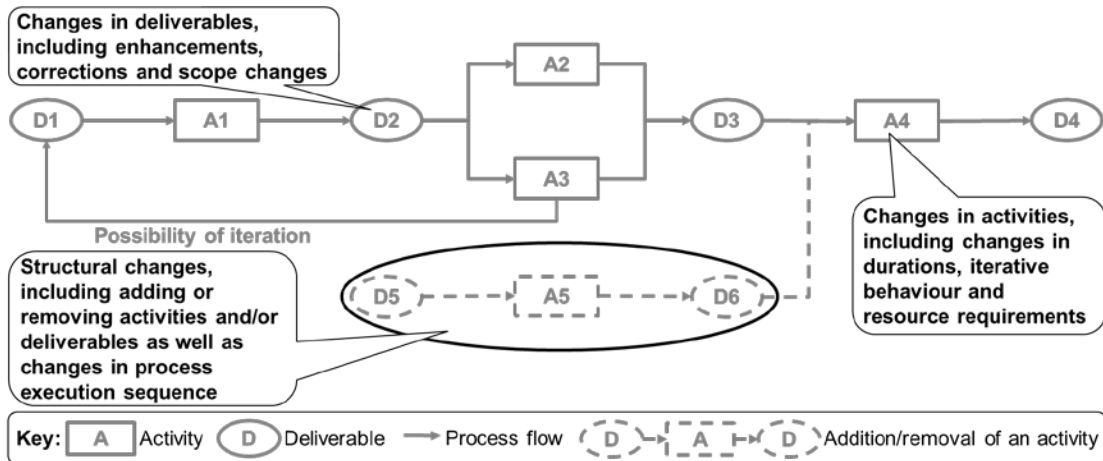 Changes in deliverables,
including enhancements,
corrections and scope changes
D1
A1
D2
A2
A3
D3
A4
D4
Possibility of iteration
Structural changes,
including adding or
removing activities and/or
deliverables as well as
changes in process
execution sequence
D5
A5
D6
Changes in activities,
including changes in
durations, iterative
behaviour and
resource requirements
Key: A Activity D Deliverable Process flow D A D Addition/removal of an activity